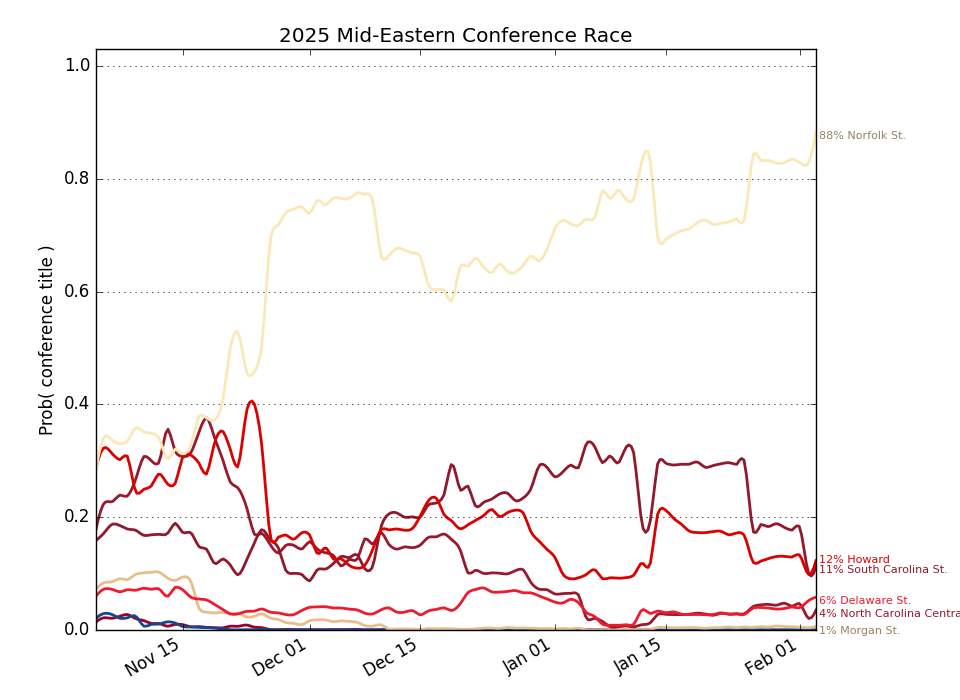 2025 Mid-Eastern Conference Race
1.0
0.8
0.6
0.4
0.2
0.0
Prob( conference title )
88% Norfolk St.
12% Howard
11% South Carolina St.
6% Delaware St.
4% North Carolina Centra
1% Morgan St.
Nov 15
Dec 01
Dec 15
Jan 01
Jan 15
Feb 01